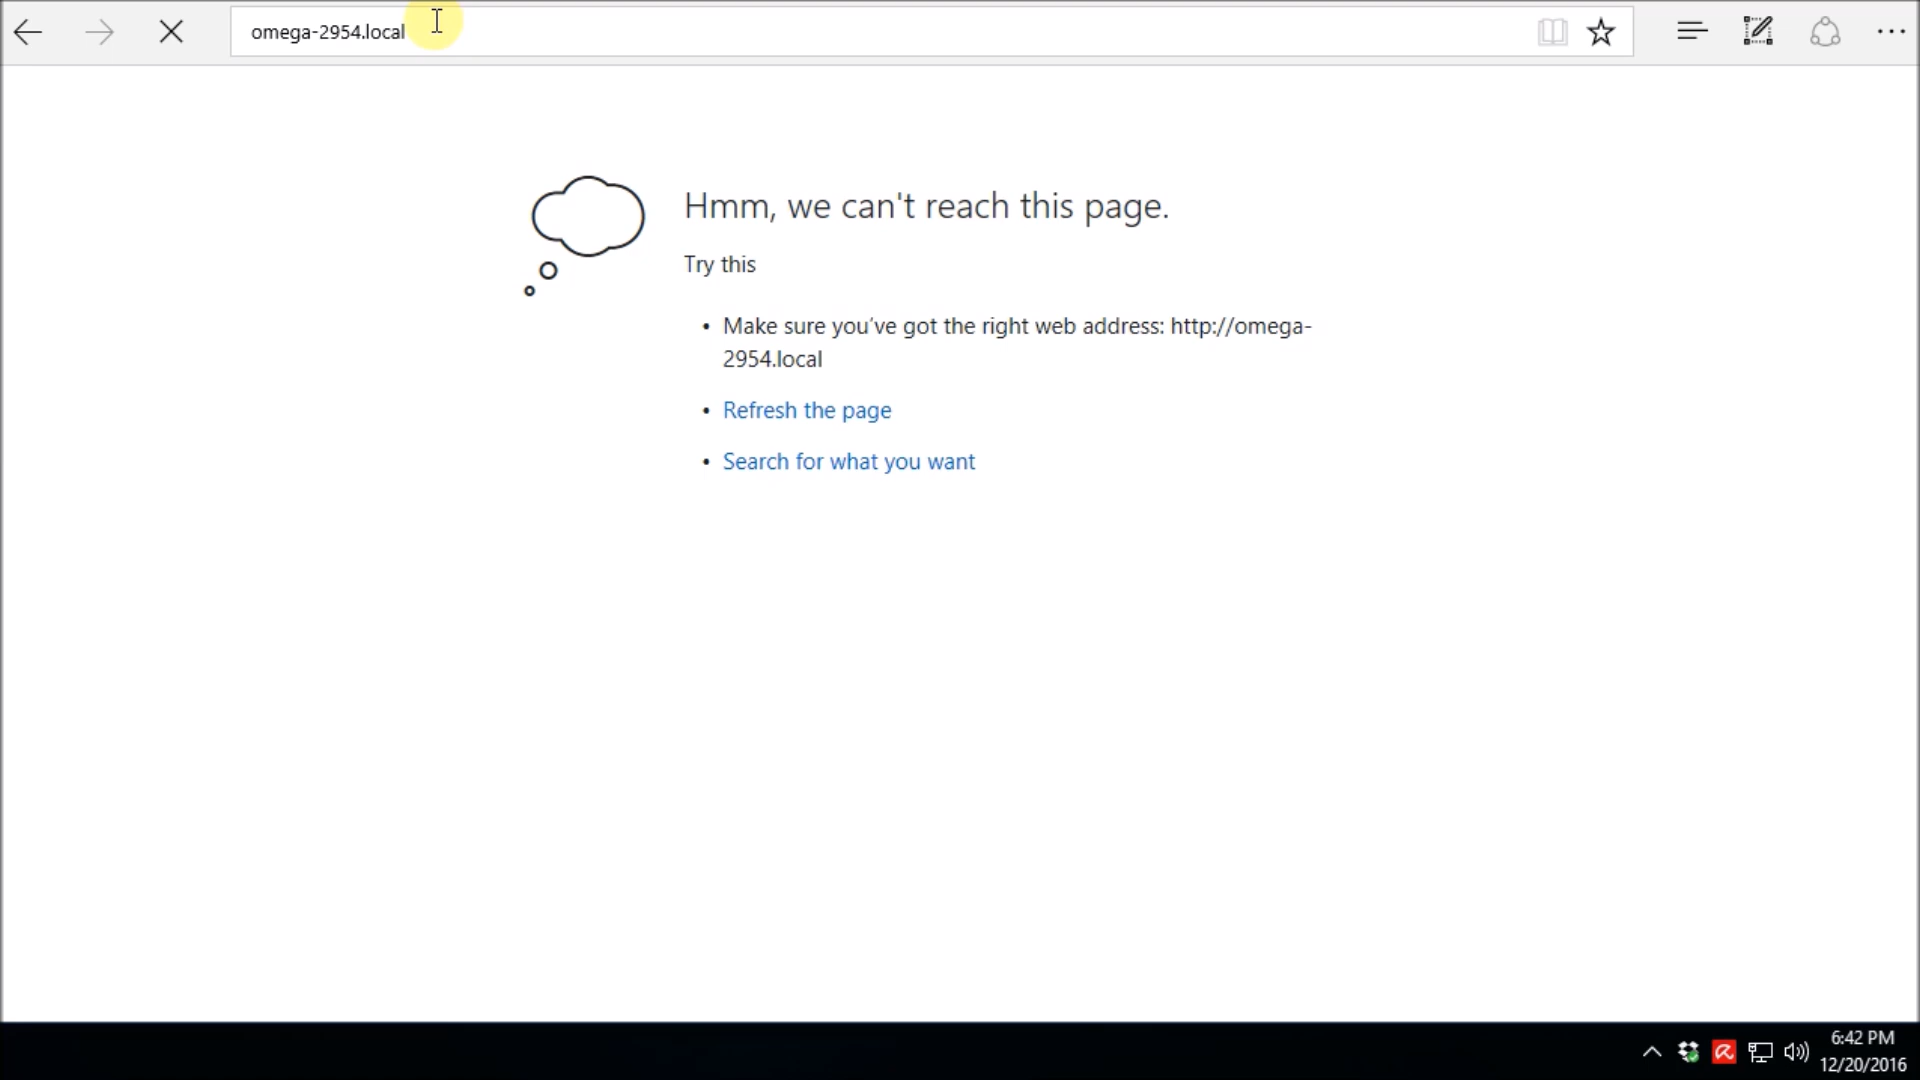 omega-2954.local
Hmm, we can't reach this page.
Try this
• Make sure you've got the right web address: http://omega-
2954.local
• Refresh the page
• Search for what you want
6:42 PM
12/20/2016